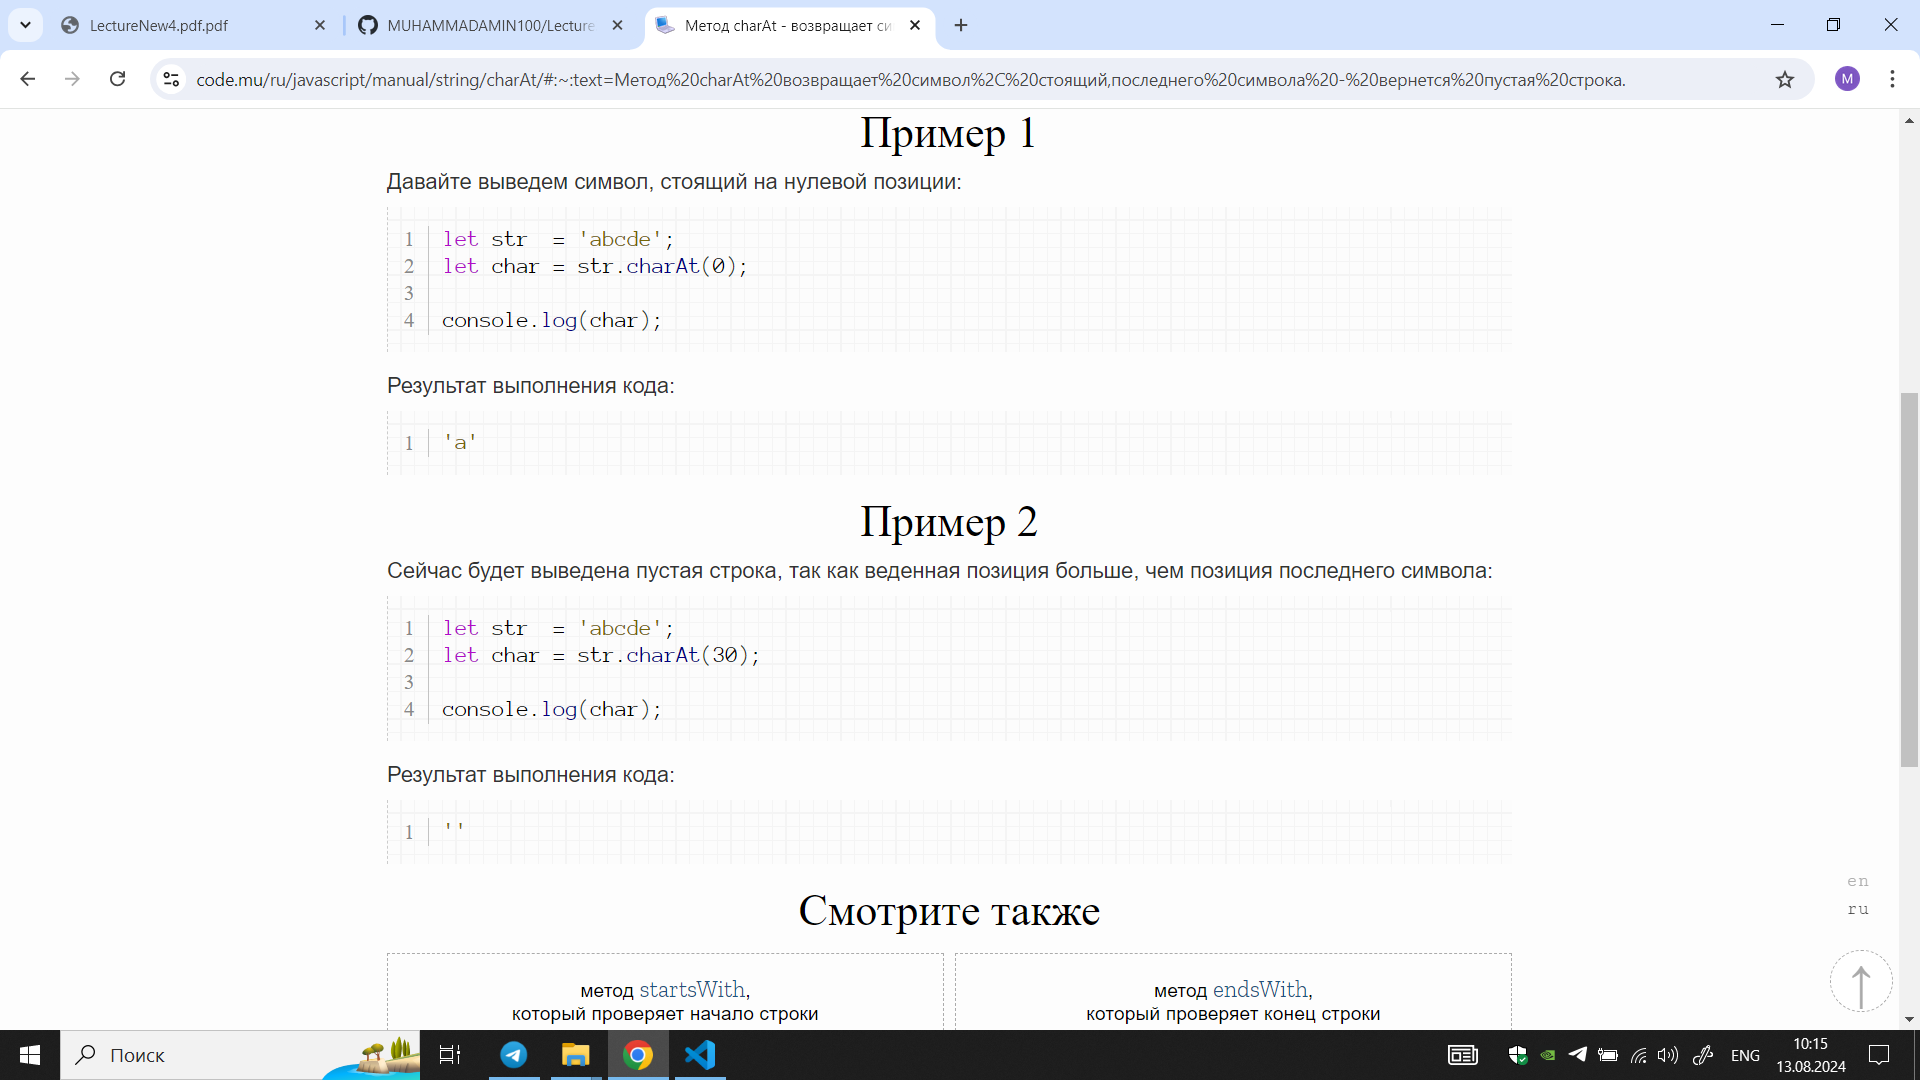 LectureNew4.pdf.pdf
MUHAMMADAMIN100/Lecture
Метод charAt - возвращает си
code.mu/ru/javascript/manual/string/charAt/#:~:text=Метод%20charAt%20возвращает%20символ%2C%20стоящий,последнего%20символа%20-%20вернется%20пустая%20строка.
M
Пример 1
Давайте выведем символ, стоящий на нулевой позиции:
1 let str  = 'abcde';
2 let char = str.charAt(0);
3
4 console.log(char);
Результат выполнения кода:
1 'a'
Пример 2
Сейчас будет выведена пустая строка, так как веденная позиция больше, чем позиция последнего символа:
1 let str  = 'abcde';
2 let char = str.charAt(30);
3
4 console.log(char);
Результат выполнения кода:
1 ''
en
ru
Смотрите также
метод startsWith,
который проверяет начало строки
метод endsWith,
который проверяет конец строки
Поиск
ENG
10:15
13.08.2024